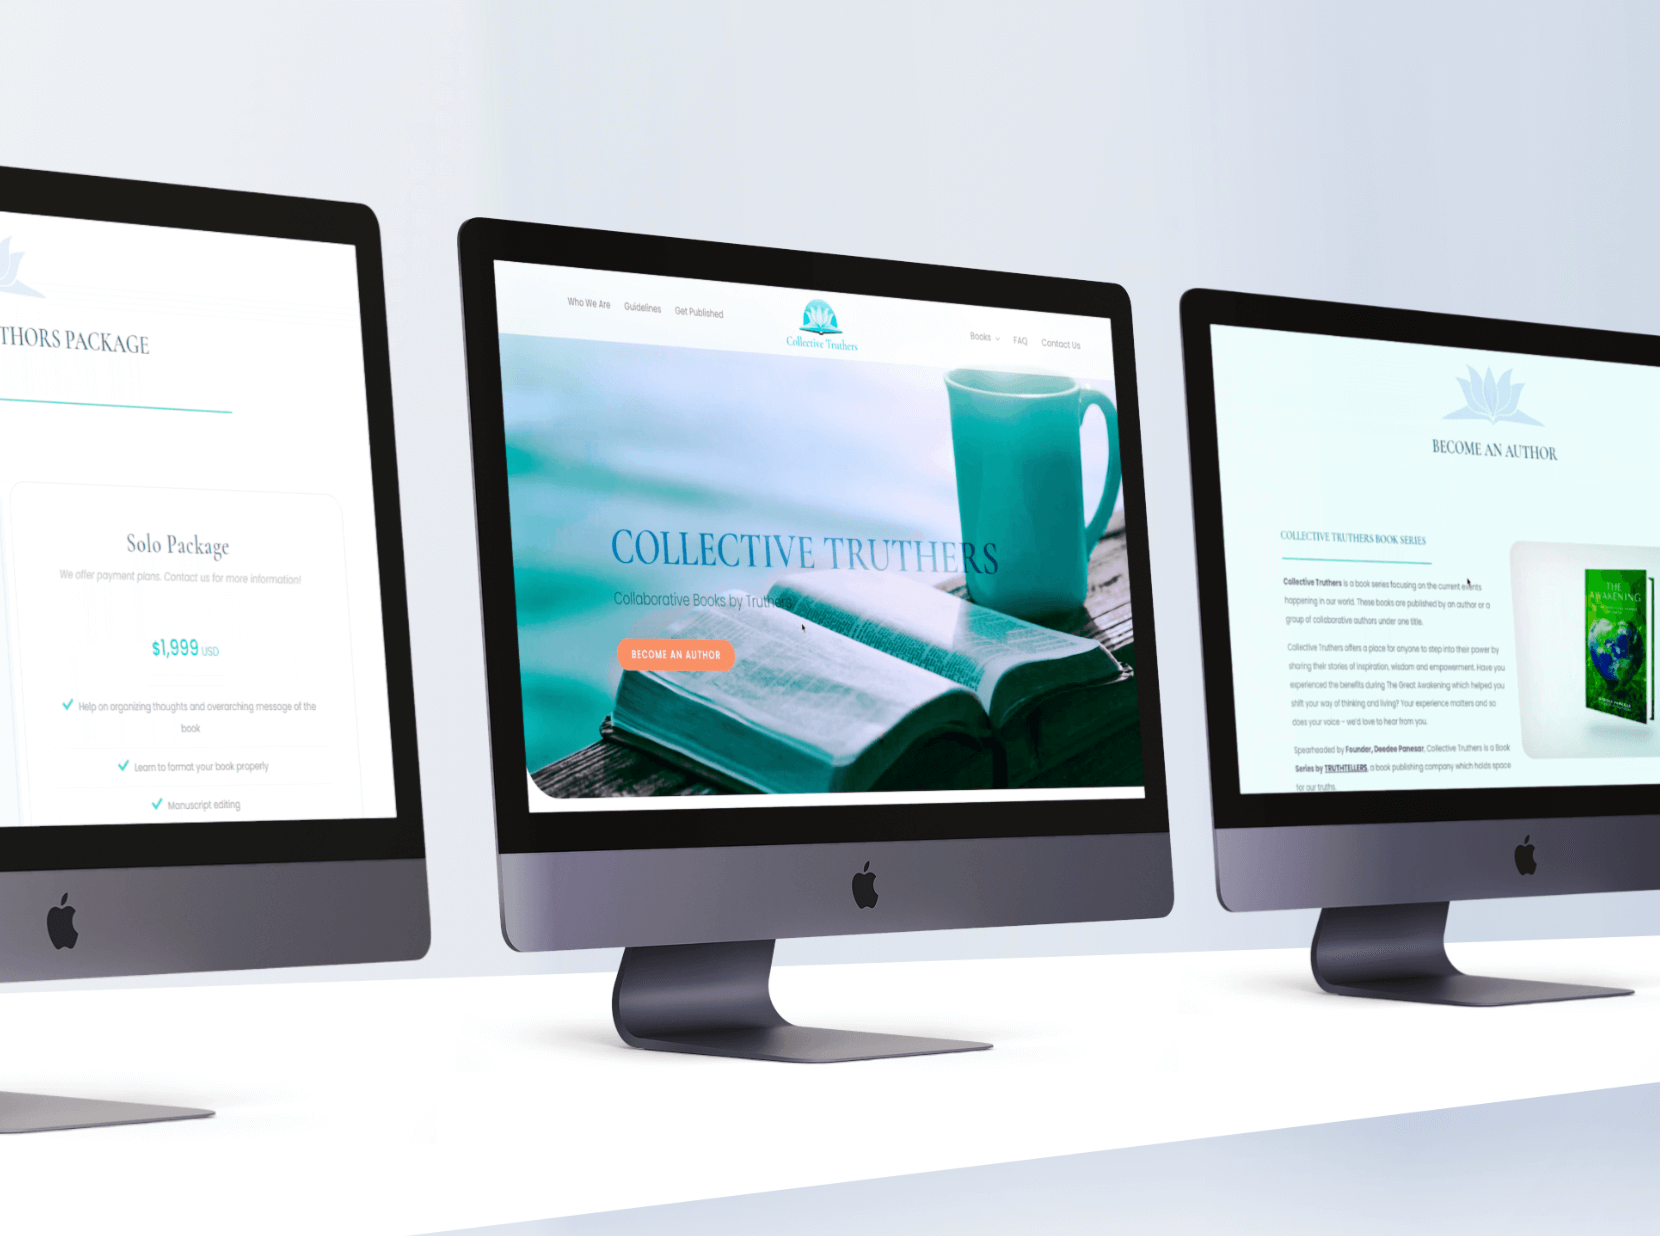 THORS PACKAGE
Solo Package
We offer payment plans. Contact us for more information!
$1,999 USD
Help on organizing thoughts and overarching message of the
book
Learn to format your book properly
Manuscript editing
Who We Are
Guidelines
Get Published
Collective Truthers
Books
FAQ
Contact Us
COLLECTIVE TRUTHERS
Collaborative Books by Truthers
BECOME AN AUTHOR
BECOME AN AUTHOR
COLLECTIVE TRUTHERS BOOK SERIES
Collective Truthers is a book series focusing on the current events
happening in our world. These books are published by an author or a
group of collaborative authors under one title.
Collective Truthers offers a place for anyone to step into their power by
sharing their stories of inspiration, wisdom and empowerment. Have you
experienced the benefits during The Great Awakening which helped you
shift your way of thinking and living? Your experience matters and so
does your voice – we'd love to hear from you.
Spearheaded by Founder, Deedee Panesar, Collective Truthers is a Book
Series by TRUTHTELLERS, a book publishing company which holds space
for our truths.
THE
AWAKENING